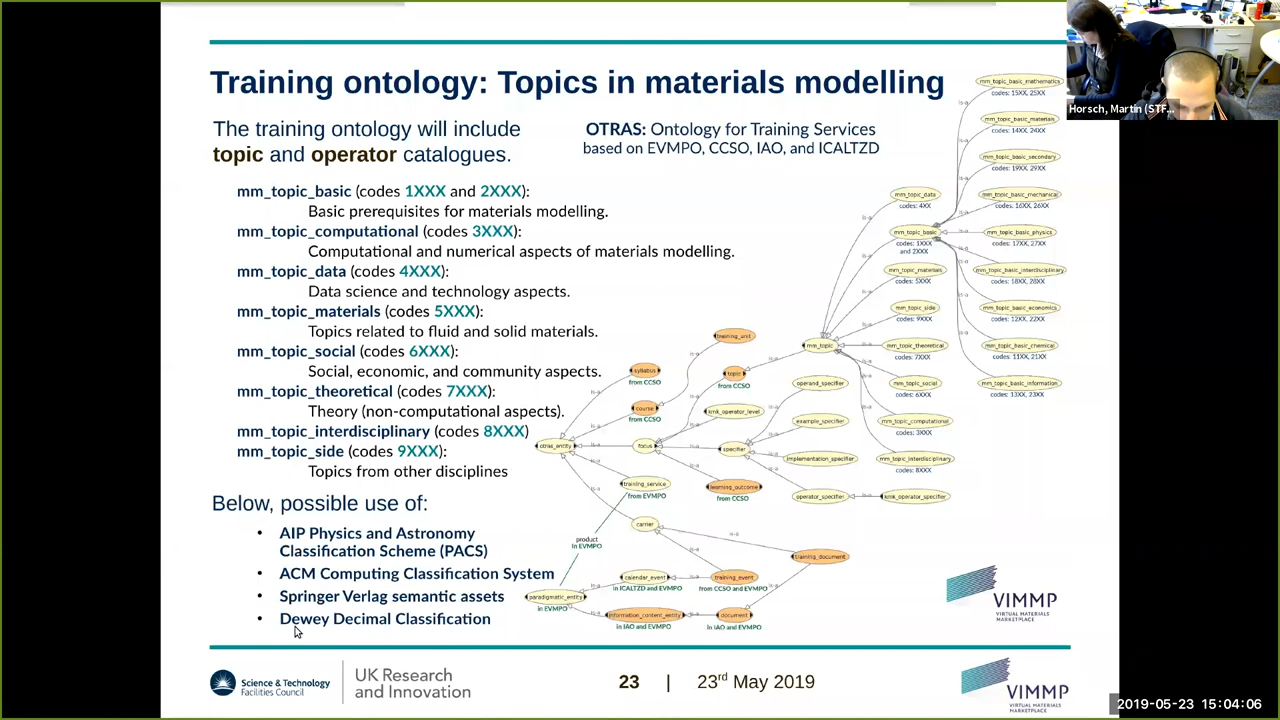 Training ontology: Topics in materials modelling
The training ontology will include
topic and operator catalogues.
OTRAS: Ontology for Training Services
based on EVMPO, CCSO, IAO, and ICALTZD
mm_topic_basic (codes 1XXX and 2XXX):
Basic prerequisites for materials modelling.
mm_topic_computational (codes 3XXX):
Computational and numerical aspects of materials modelling.
mm_topic_data (codes 4XXX):
Data science and technology aspects.
mm_topic_materials (codes 5XXX):
Topics related to fluid and solid materials.
mm_topic_social (codes 6XXX):
Social, economic, and community aspects.
mm_topic_theoretical (codes 7XXX):
Theory (non-computational aspects).
mm_topic_interdisciplinary (codes 8XXX)
mm_topic_side (codes 9XXX):
Topics from other disciplines
Below, possible use of:
• AIP Physics and Astronomy
Classification Scheme (PACS)
• ACM Computing Classification System
• Springer Verlag semantic assets
• Dewey Decimal Classification
mm_topic_basic_mathematics
codes: 15XX, 25XX
mm_topic_basic_materials
codes: 14XX, 24XX
mm_topic_basic_secondary
codes: 19XX, 29XX
mm_topic_basic_mechanical
codes: 16XX, 26XX
mm_topic_basic_physics
codes: 17XX, 27XX
mm_topic_basic_interdisciplinary
codes: 18XX, 28XX
mm_topic_basic_economics
codes: 12XX, 22XX
mm_topic_basic_chemical
codes: 11XX, 21XX
mm_topic_basic_information
codes: 13XX, 23XX
mm_topic_data
codes: 4XX
mm_topic_basic
codes: 1XXX
and 2XXX
mm_topic_materials
codes: 5XXX
mm_topic_side
codes: 9XXX
mm_topic_theoretical
codes: 7XXX
mm_topic_social
codes: 6XXX
mm_topic_computational
codes: 3XXX
mm_topic_interdisciplinary
codes: 8XXX
mm_topic
operand_specifier
example_specifier
implementation_specifier
operator_specifier
kmk_operator_specifier
training_unit
topic
from CCSO
kmk_operator_level
specifier
learning_outcome
from CCSO
syllabus
from CCSO
course
from CCSO
focus
otras_entity
training_service
from EVMPO
carrier
product
in EVMPO
training_document
calendar_event
in ICALTZD and EVMPO
training_event
from CCSO and EVMPO
paradigmatic_entity
in EVMPO
information_content_entity
in IAO and EVMPO
document
in IAO and EVMPO
VIMMP
VIRTUAL MATERIALS
MARKETPLACE
Science & Technology
Facilities Council
UK Research
and Innovation
23 | 23rd May 2019
VIMMP
VIRTUAL MATERIALS
MARKETPLACE
Horsch, Martin (STF...
2019-05-23 15:04:06